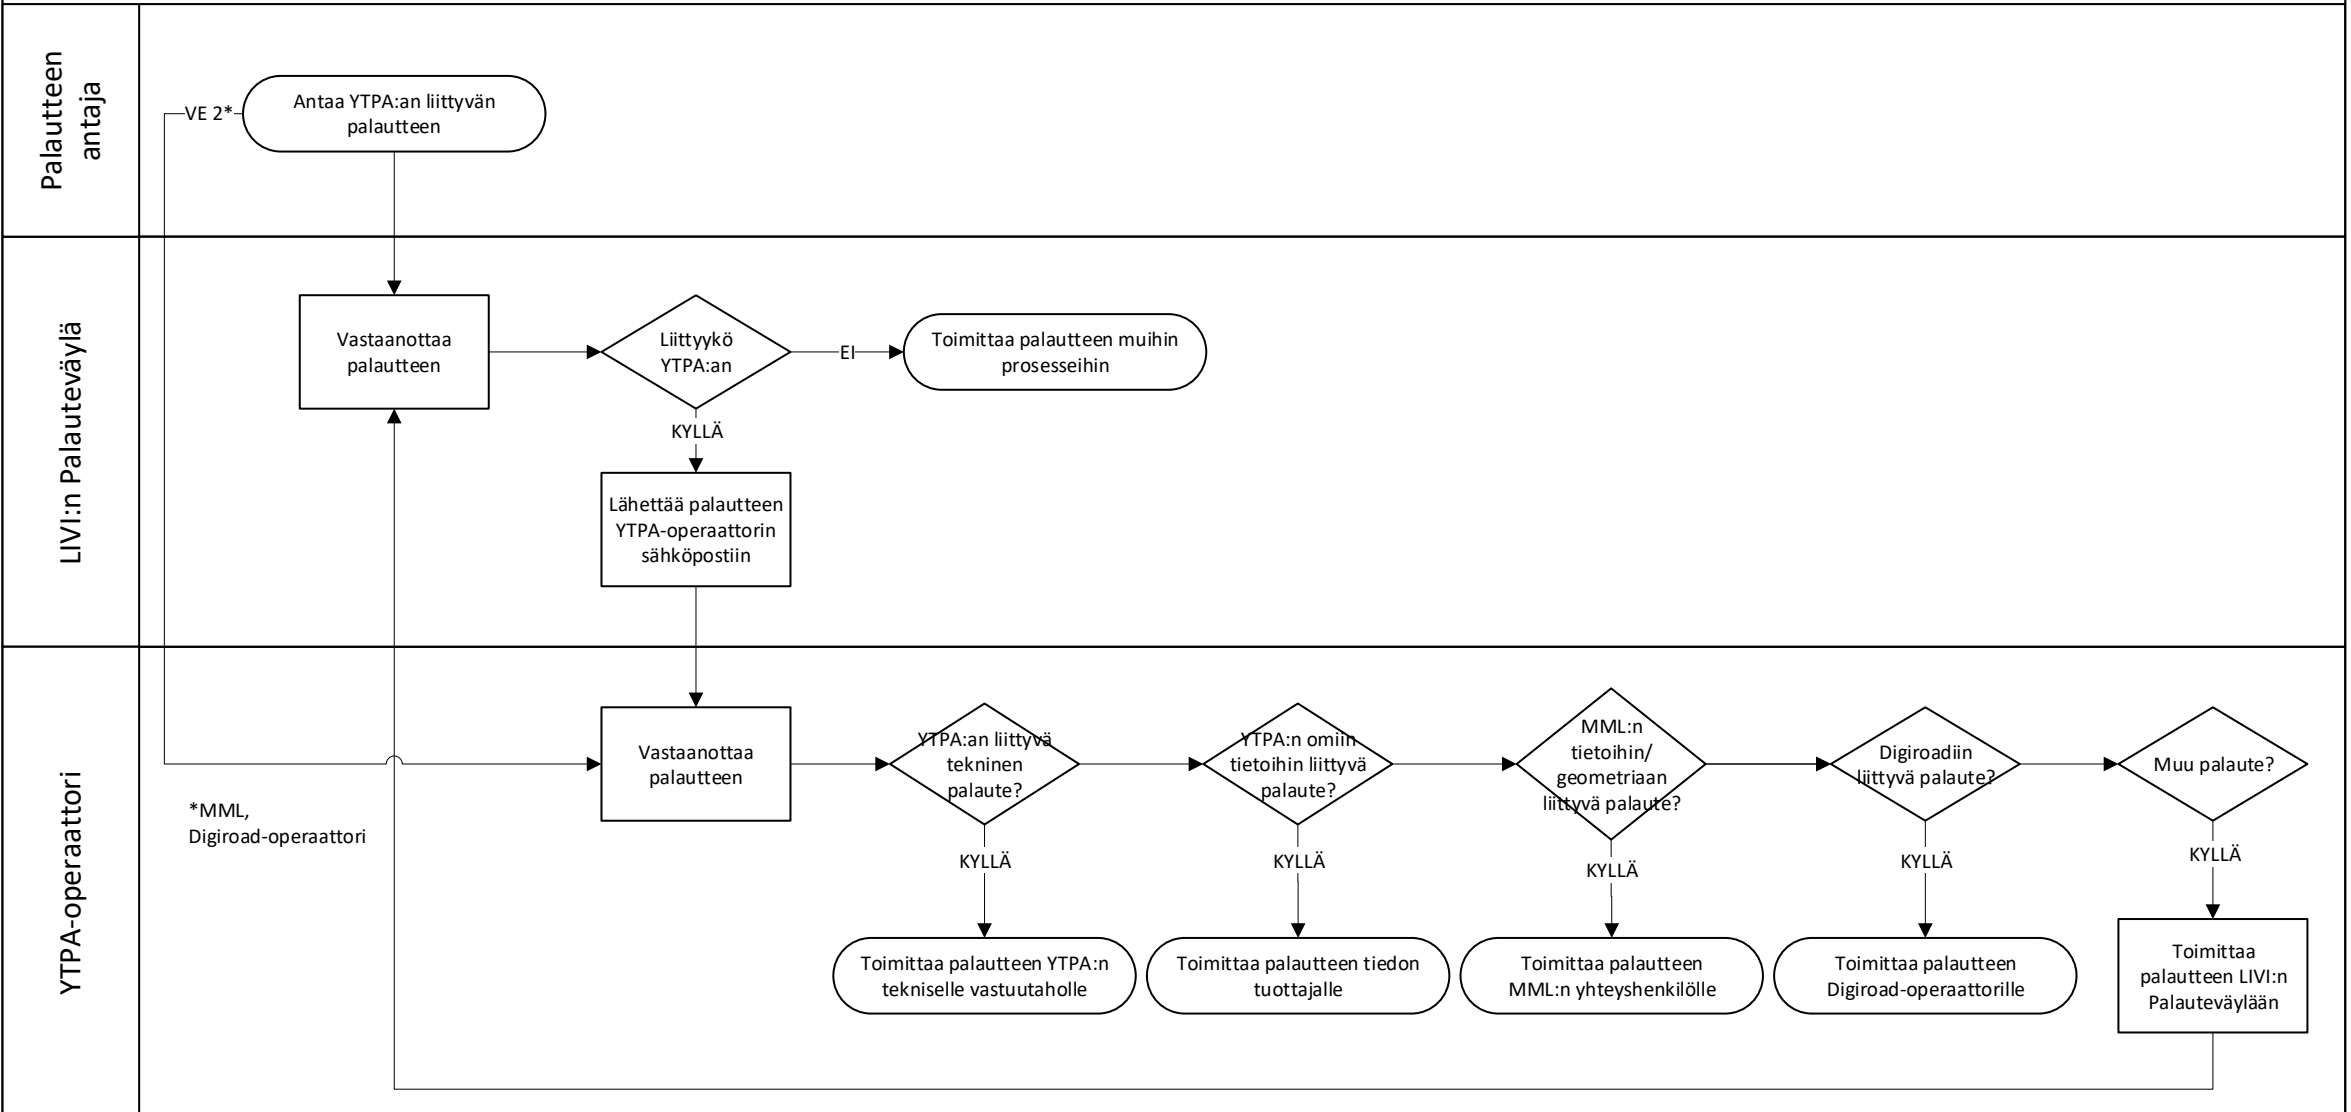 Palautteen
antaja
VE 2*
Antaa YTPA:an liittyvän
palautteen
LIVI:n Palauteväylä
Vastaanottaa
palautteen
Liittyykö
YTPA:an
EI
Toimittaa palautteen muihin
prosesseihin
KYLLÄ
Lähettää palautteen
YTPA-operaattorin
sähköpostiin
YTPA-operaattori
*MML,
Digiroad-operaattori
Vastaanottaa
palautteen
YTPA:an liittyvä
tekninen
palaute?
YTPA:n omiin
tietoihin liittyvä
palaute?
MML:n
tietoihin/
geometriaan
liittyvä palaute?
Digiroadiin
liittyvä palaute?
Muu palaute?
KYLLÄ
KYLLÄ
KYLLÄ
KYLLÄ
KYLLÄ
Toimittaa palautteen YTPA:n
tekniselle vastuutaholle
Toimittaa palautteen tiedon
tuottajalle
Toimittaa palautteen
MML:n yhteyshenkilölle
Toimittaa palautteen
Digiroad-operaattorille
Toimittaa
palautteen LIVI:n
Palauteväylään